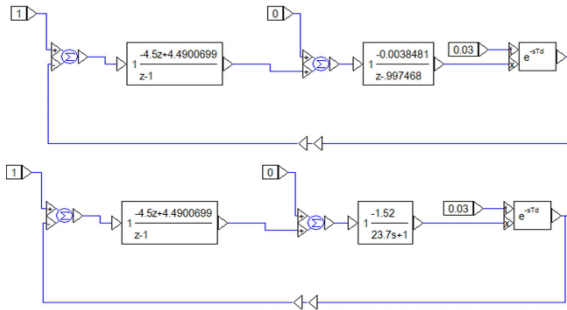 1
0
0.03
1 -4.5z+4.4900699
z-1
1 -0.0038481
z-.997468
e-sTd
1
0
0.03
1 -4.5z+4.4900699
z-1
1 -1.52
23.7s+1
e-sTd